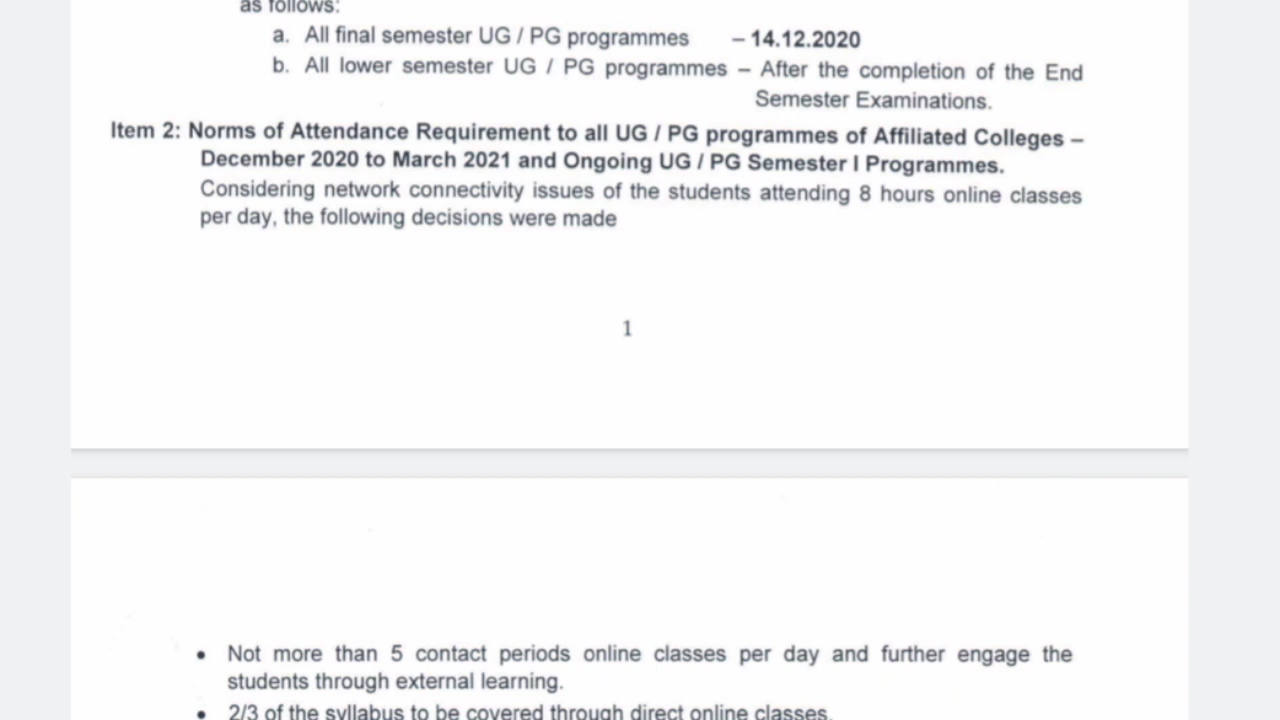 as follows:
a. All final semester UG / PG programmes – 14.12.2020
b. All lower semester UG / PG programmes – After the completion of the End
Semester Examinations.
Item 2: Norms of Attendance Requirement to all UG / PG programmes of Affiliated Colleges –
December 2020 to March 2021 and Ongoing UG / PG Semester I Programmes.
Considering network connectivity issues of the students attending 8 hours online classes
per day, the following decisions were made
1
• Not more than 5 contact periods online classes per day and further engage the
students through external learning.
• 2/3 of the syllabus to be covered through direct online classes.